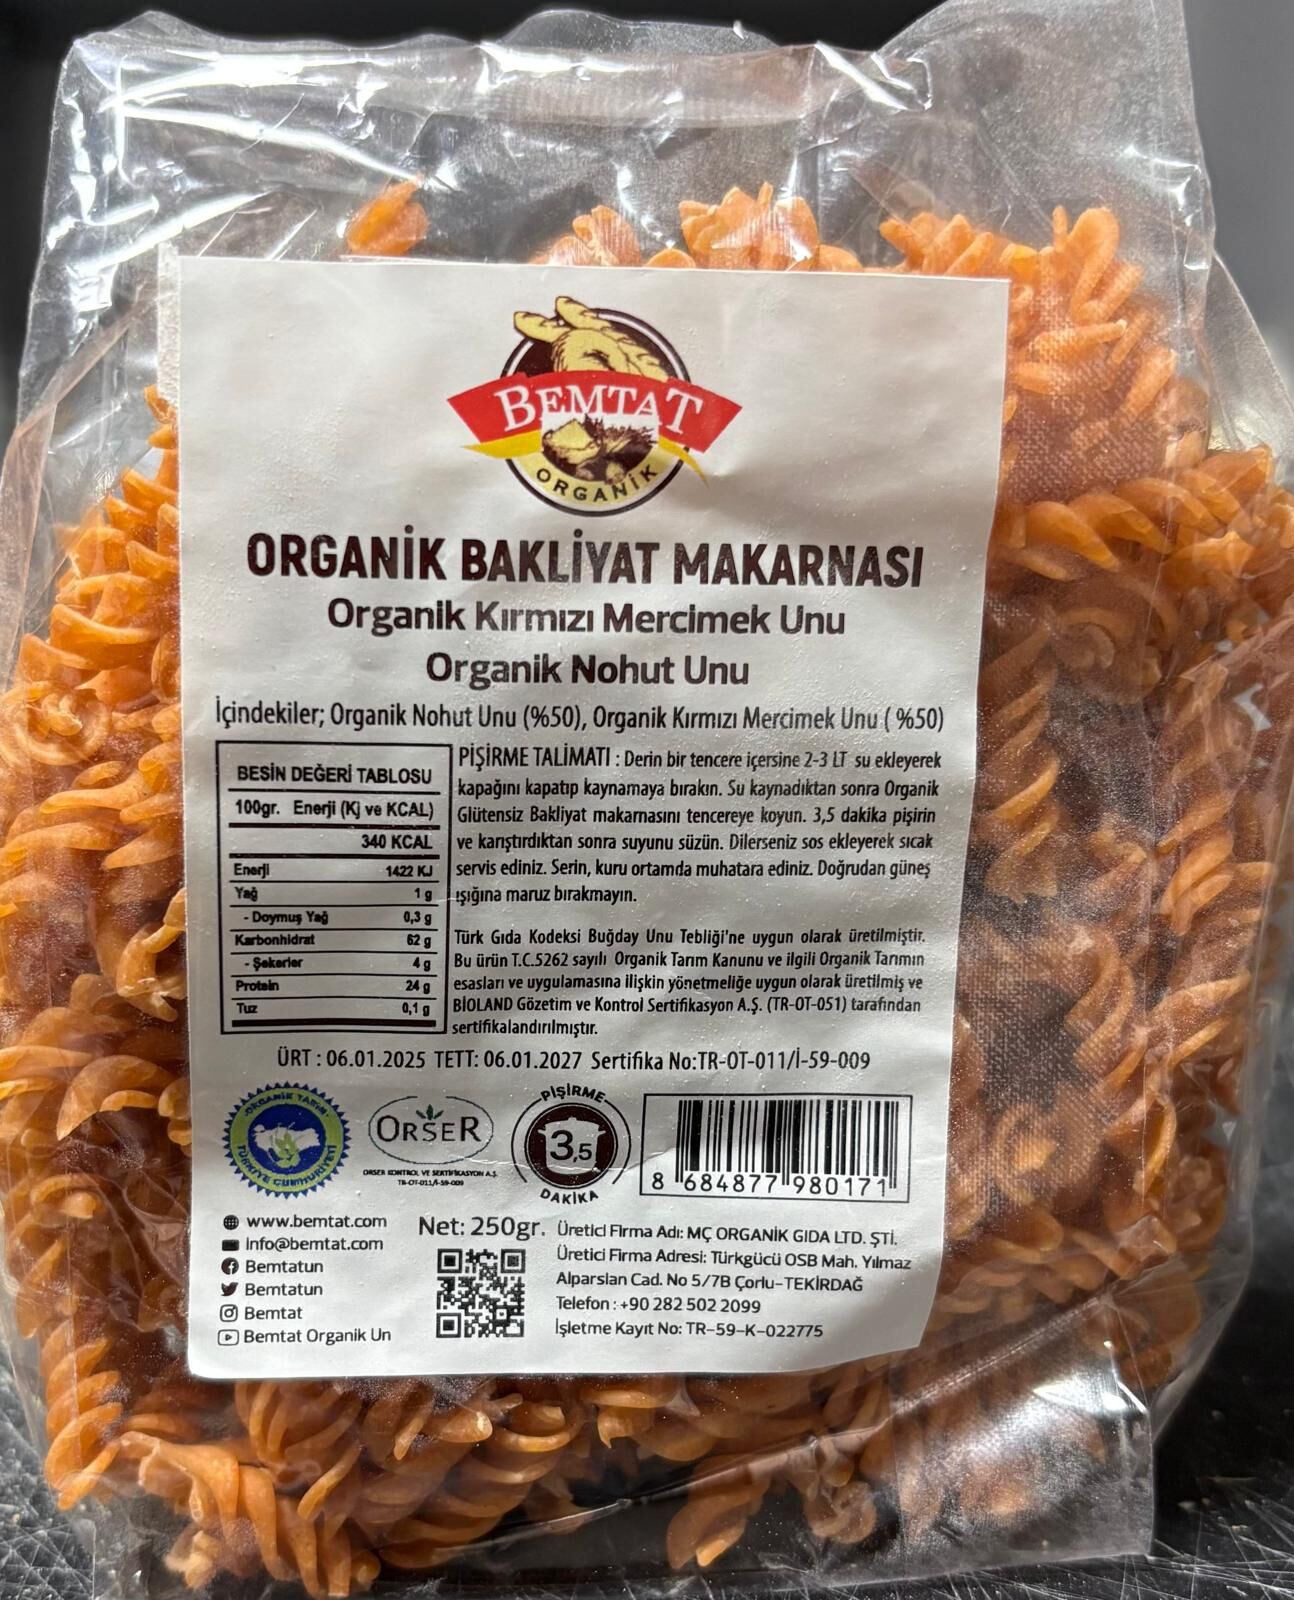 BEMTAT
ORGANİK
ORGANİK BAKLİYAT MAKARNASI
Organik Kırmızı Mercimek Unu
Organik Nohut Unu
İçindekiler; Organik Nohut Unu (%50), Organik Kırmızı Mercimek Unu ( %50)
BESİN DEĞERİ TABLOSU
100gr. Enerji (Kj ve KCAL)
340 KCAL
Enerji 1422 KJ
Yağ 1 g
- Doymuş Yağ 0,3 g
Karbonhidrat 62 g
- Şekerler 4 g
Protein 24 g
Tuz 0,1 g
PİŞİRME TALİMATI : Derin bir tencere içersine 2-3 LT su ekleyerek
kapağını kapatıp kaynamaya bırakın. Su kaynadıktan sonra Organik
Glütensiz Bakliyat makarnasını tencereye koyun. 3,5 dakika pişirin
ve karıştırdıktan sonra suyunu süzün. Dilerseniz sos ekleyerek sıcak
servis ediniz. Serin, kuru ortamda muhatara ediniz. Doğrudan güneş
ışığına maruz bırakmayın.
Türk Gıda Kodeksi Buğday Unu Tebliği'ne uygun olarak üretilmiştir.
Bu ürün T.C.5262 sayılı Organik Tarım Kanunu ve ilgili Organik Tarımın
esasları ve uygulamasına ilişkin yönetmeliğe uygun olarak üretilmiş ve
BİOLAND Gözetim ve Kontrol Sertifikasyon A.Ş. (TR-OT-051) tarafından
sertifikalandırılmıştır.
ÜRT : 06.01.2025 TETT: 06.01.2027 Sertifika No:TR-OT-011/İ-59-009
ORGANİK TARIM
TÜRKİYE CUMHURİYETİ
ORSER
ORSER KONTROL VE SERTİFİKASYON A.Ş.
TR-OT-011/İ-59-009
PİŞİRME
3,5
DAKİKA
8 684877 980171
www.bemtat.com
info@bemtat.com
Bemtatun
Bemtatun
Bemtat
Bemtat Organik Un
Net: 250gr.
Üretici Firma Adı: MÇ ORGANİK GIDA LTD. ŞTİ.
Üretici Firma Adresi: Türkgücü OSB Mah. Yılmaz
Alparslan Cad. No 5/7B Çorlu-TEKİRDAĞ
Telefon : +90 282 502 2099
İşletme Kayıt No: TR-59-K-022775